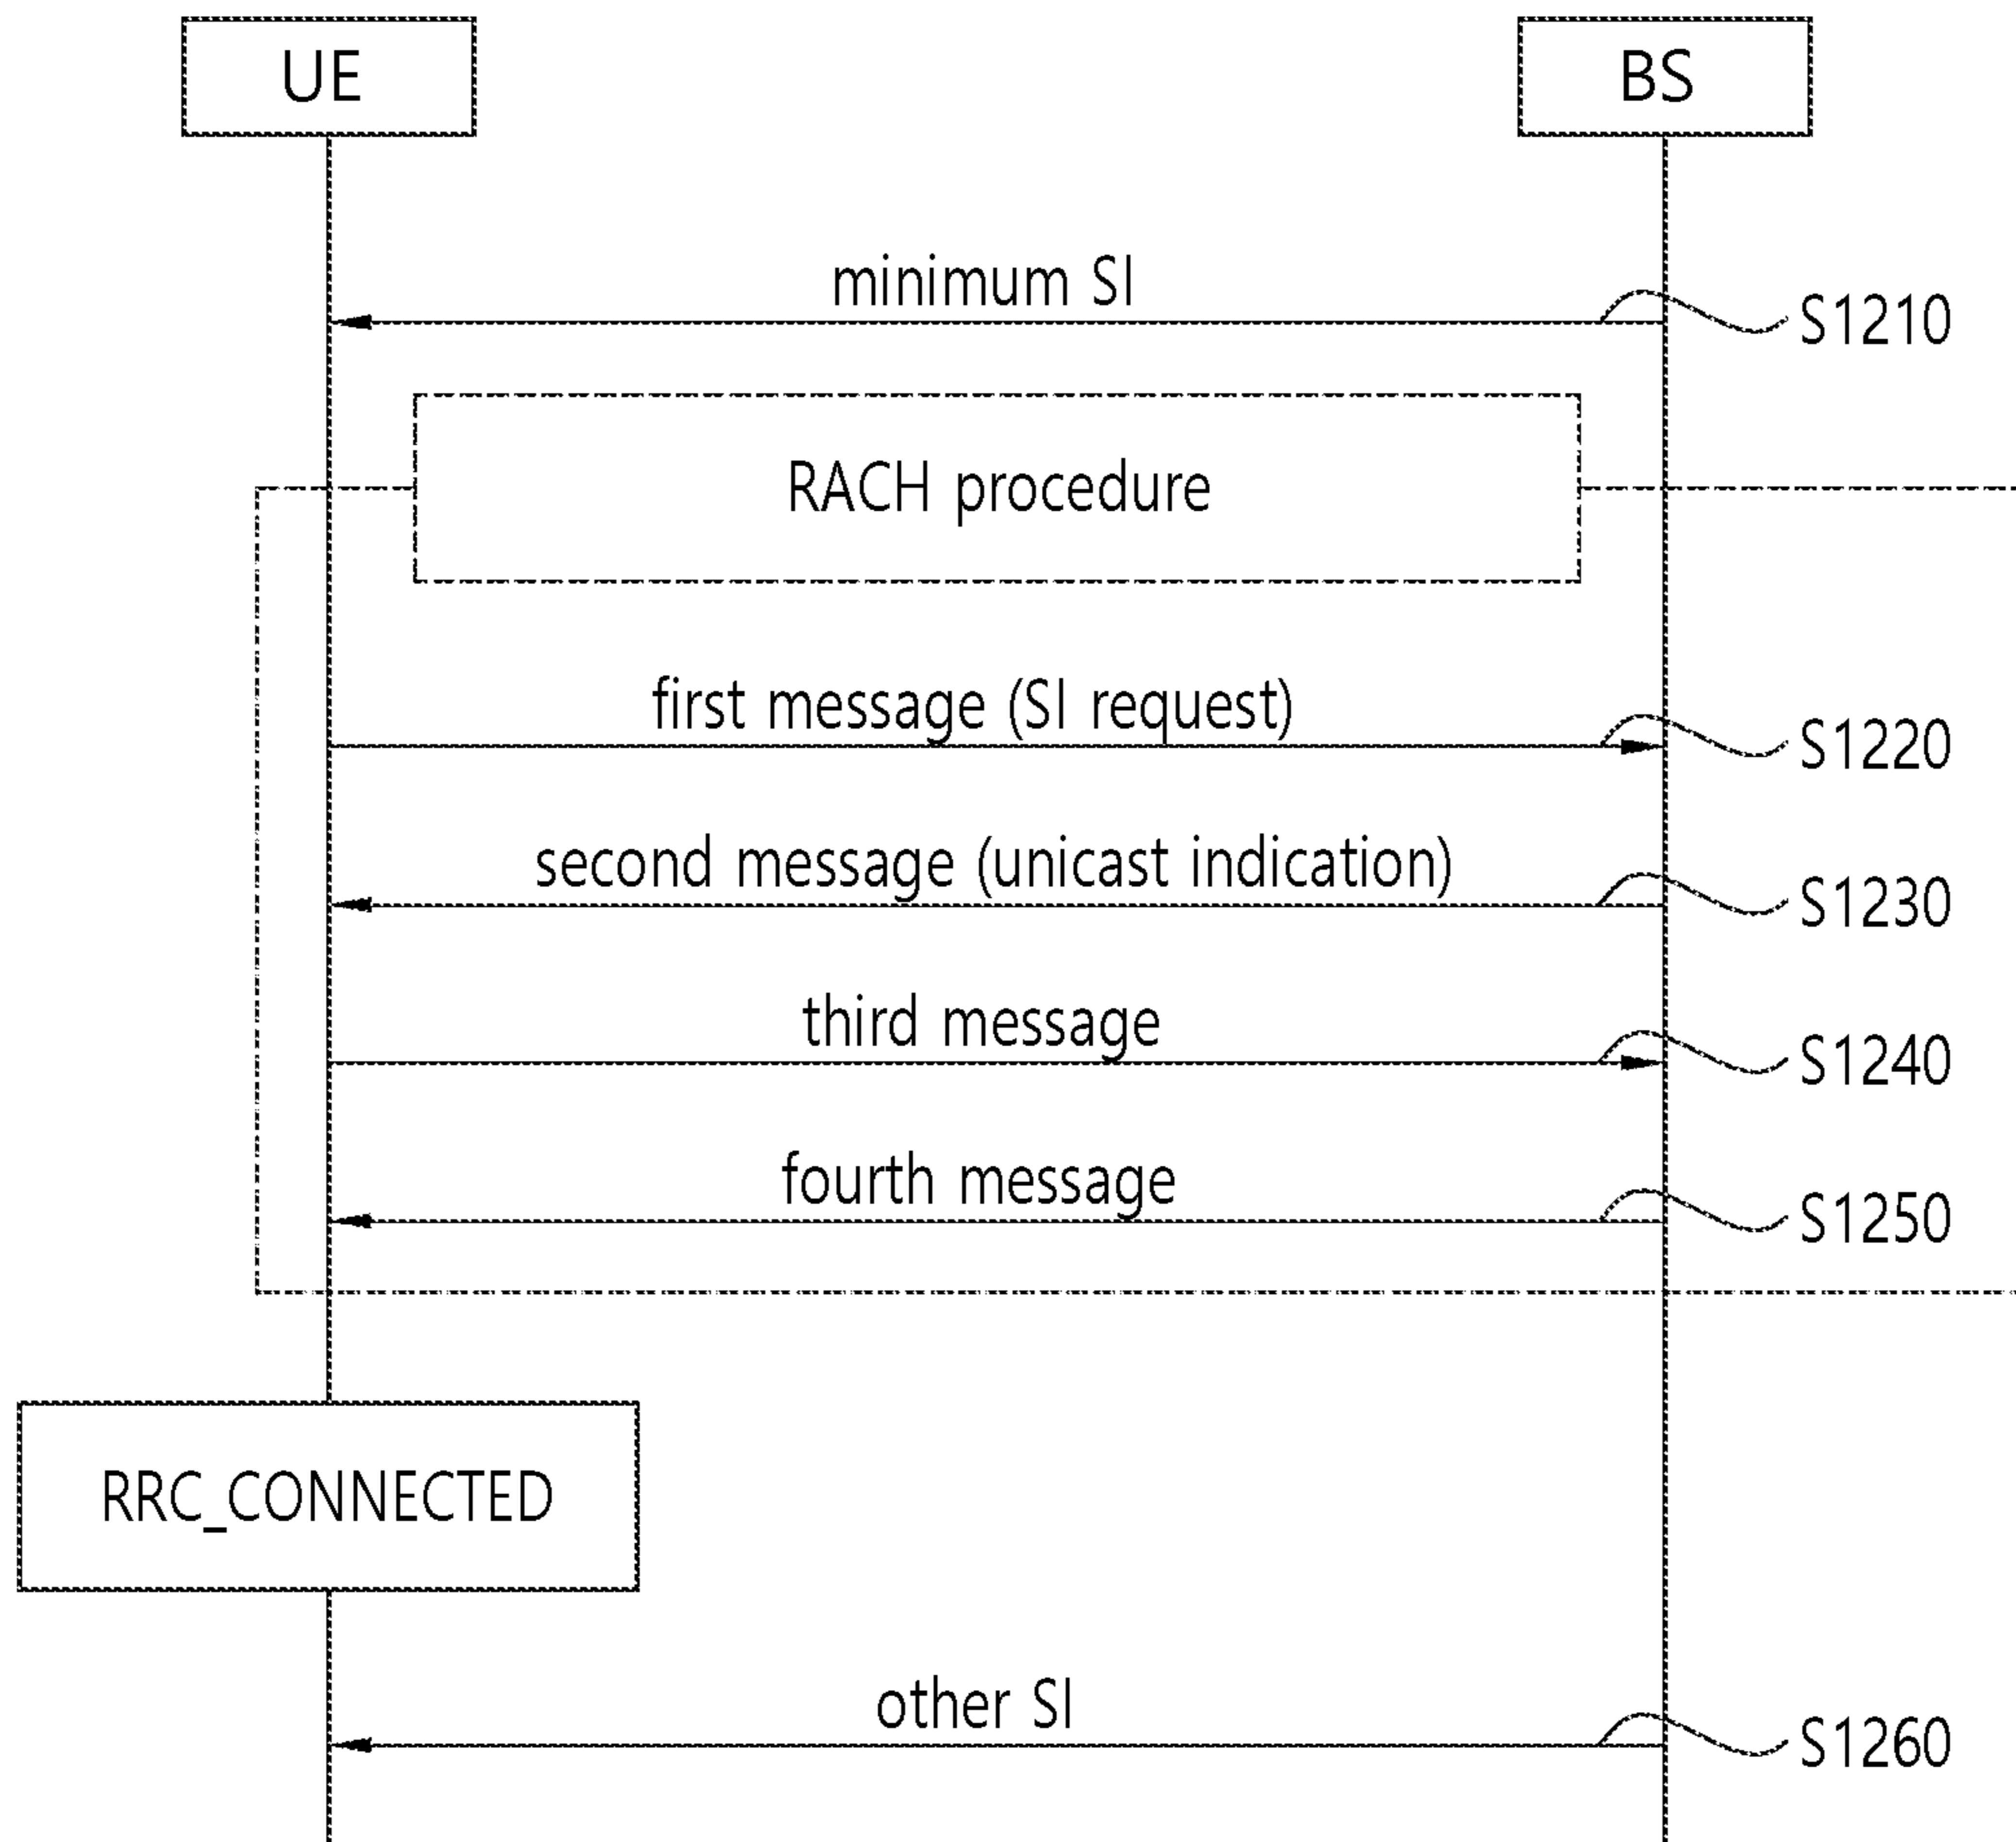 UE
BS
minimum SI
S1210
RACH procedure
first message (SI request)
S1220
second message (unicast indication)
S1230
third message
S1240
fourth message
S1250
RRC_CONNECTED
other SI
S1260